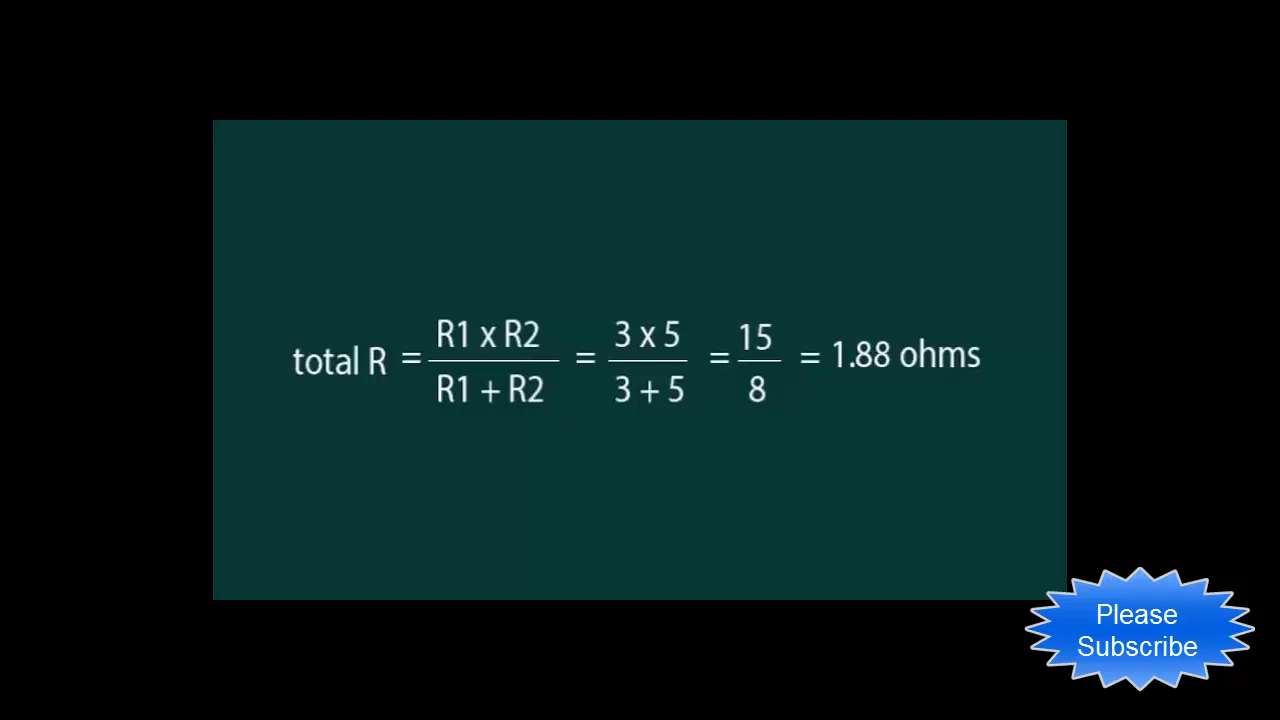 total R = R1 x R2 / R1 + R2 = 3 x 5 / 3 + 5 = 15 / 8 = 1.88 ohms
Please
Subscribe